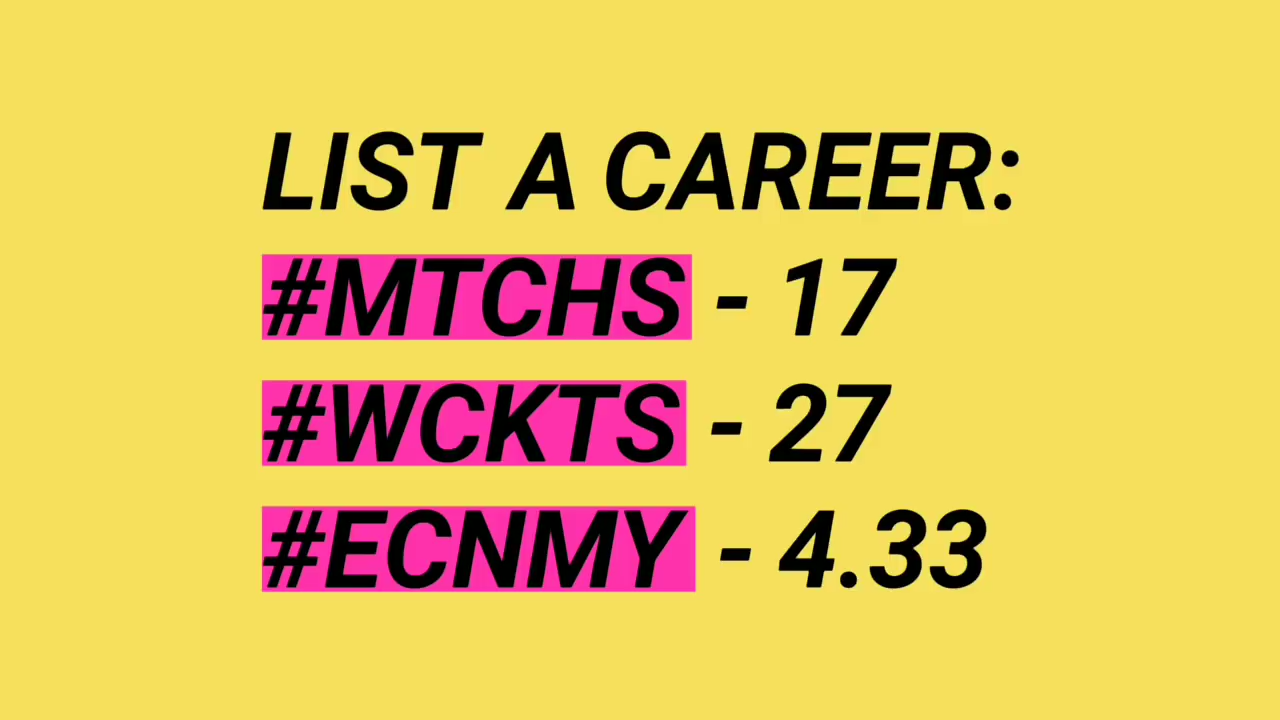 LIST A CAREER:
#MTCHS - 17
#WCKTS - 27
#ECNMY - 4.33